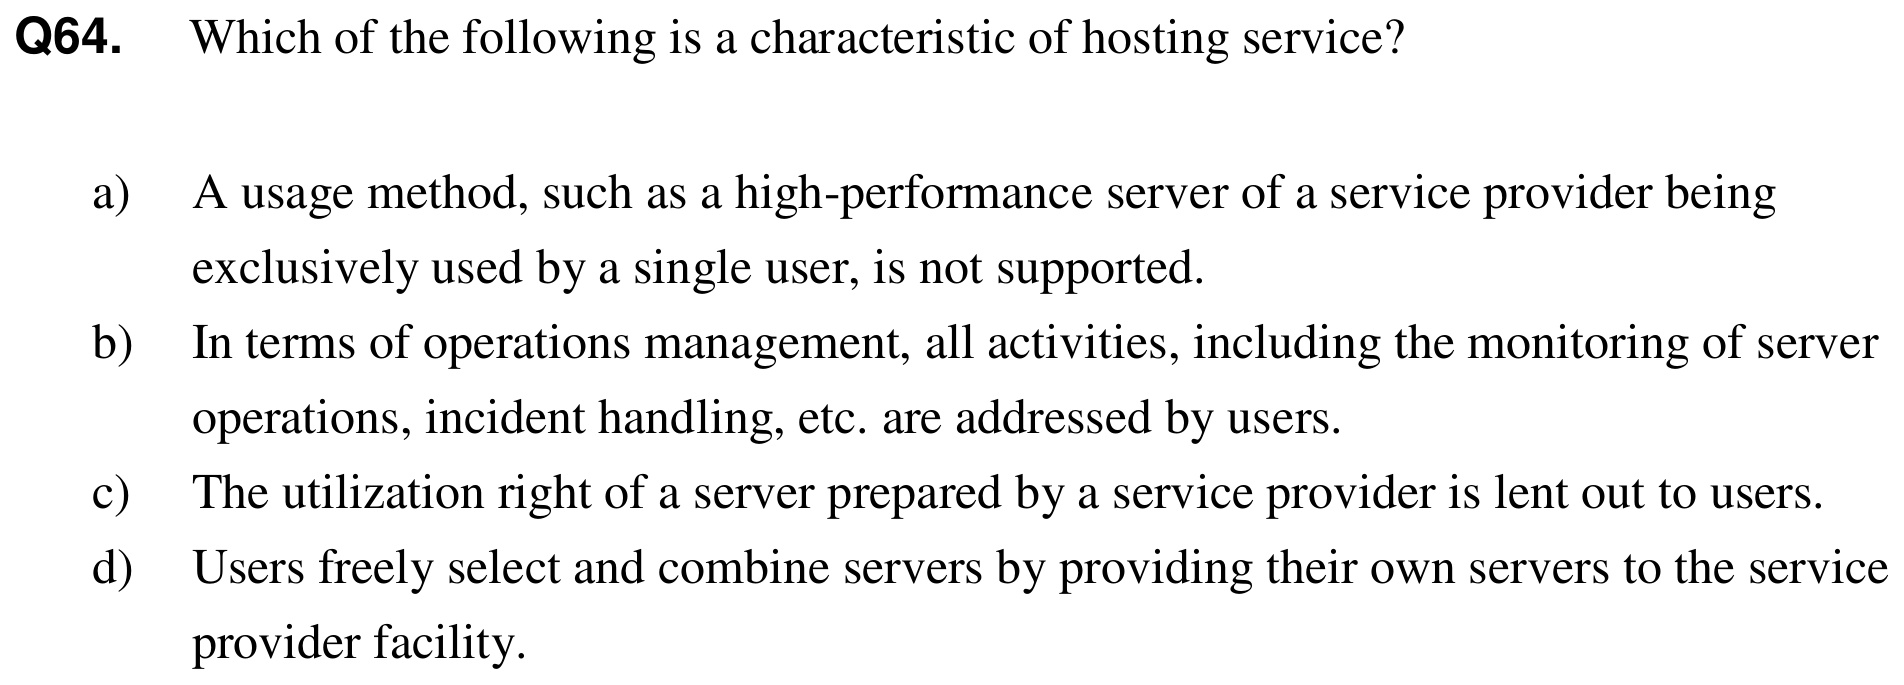 Q64. Which of the following is a characteristic of hosting service?
a) A usage method, such as a high-performance server of a service provider being
exclusively used by a single user, is not supported.
b) In terms of operations management, all activities, including the monitoring of server
operations, incident handling, etc. are addressed by users.
c) The utilization right of a server prepared by a service provider is lent out to users.
d) Users freely select and combine servers by providing their own servers to the service
provider facility.